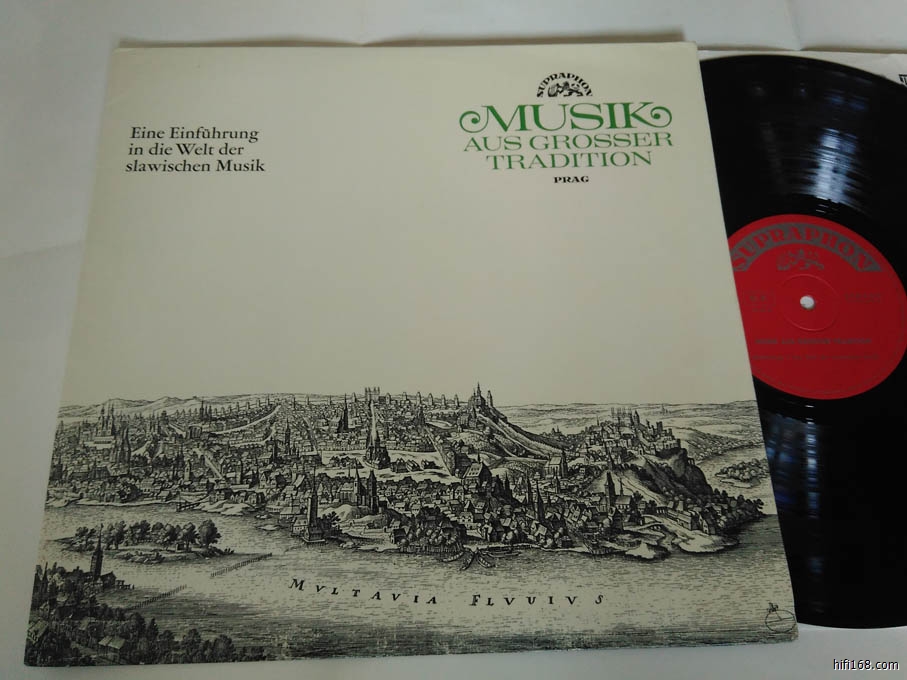 Eine Einführung
in die Welt der
slawischen Musik
SUPRAPHON
MUSIK
AUS GROSSER
TRADITION
PRAG
SUPRAPHON
MVLTAVIA FLVVIVS
hifi168.com